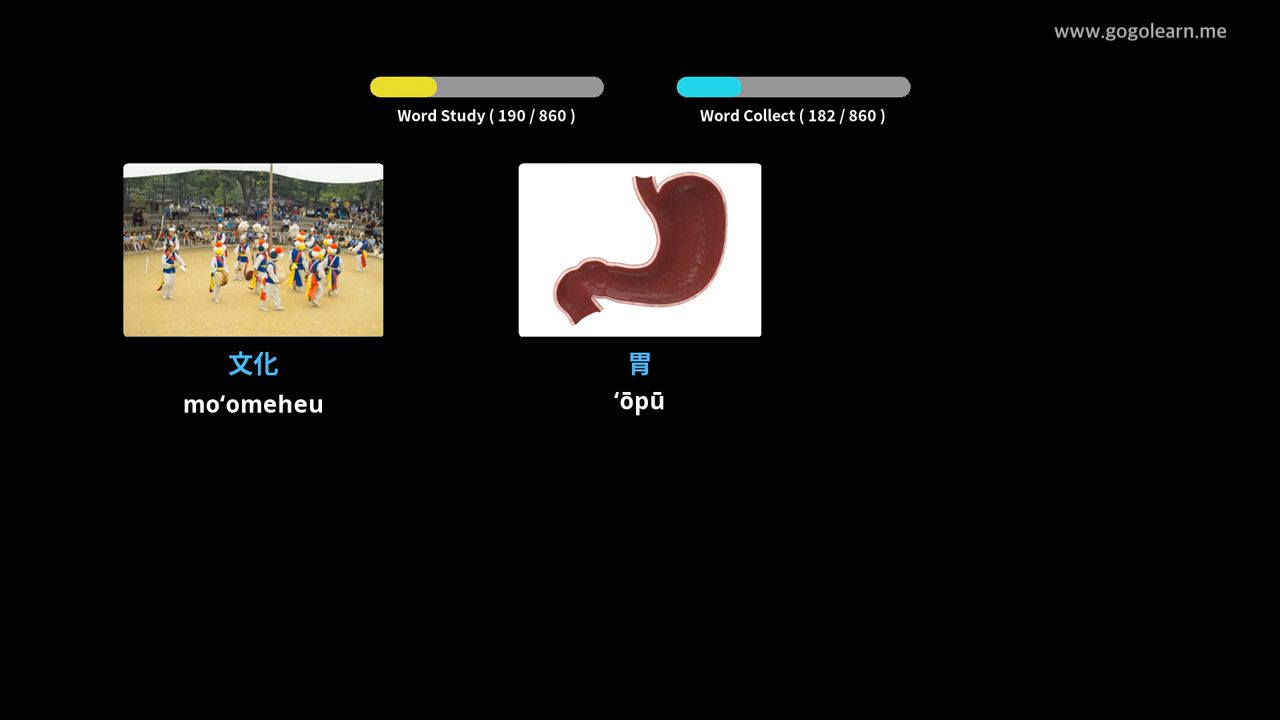 www.gogolearn.me
Word Study ( 190 / 860 )
Word Collect ( 182 / 860 )
文化
moʻomeheu
胃
ʻōpū